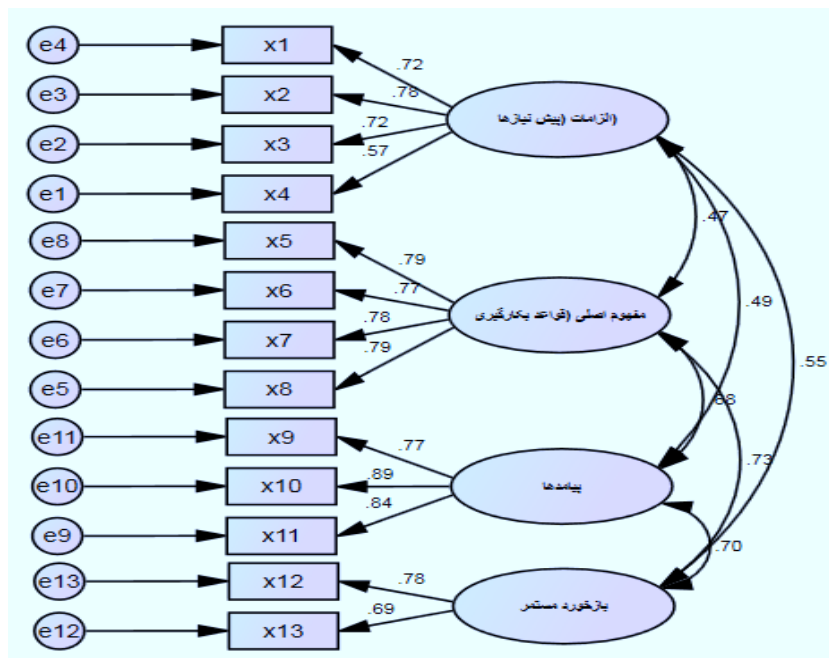 e4 x1 .72
e3 x2 .78
الزامات (پیش نیازها)
e2 x3 .72
e1 x4 .57
.47
e8 x5 .79
e7 x6 .77
.49
مفهوم اصلی (قواعد بکارگیری
e6 x7 .78
.55
e5 x8 .79
e11 x9 .77
.73
e10 x10 .89
پیامدها
e9 x11 .84
.70
e13 x12 .78
بازخورد مستمر
e12 x13 .69